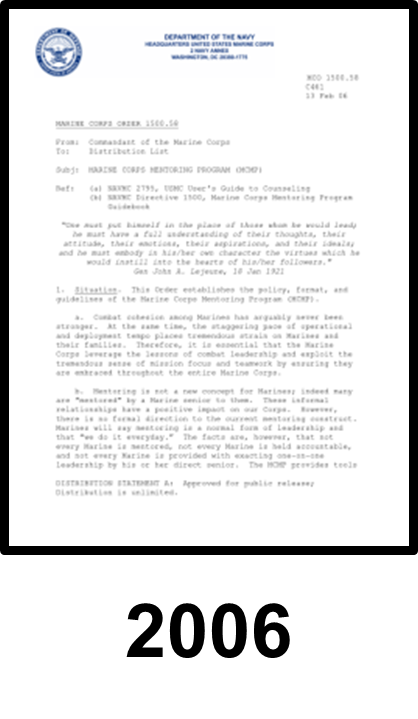 DEPARTMENT OF THE NAVY
HEADQUARTERS UNITED STATES MARINE CORPS
2 NAVY ANNEX
WASHINGTON, DC 20380-1775
MCO 1500.58
C461
13 Feb 06
MARINE CORPS ORDER 1500.58
From: Commandant of the Marine Corps
To: Distribution List
Subj: MARINE CORPS MENTORING PROGRAM (MCMP)
Ref: (a) NAVMC 2795, USMC User's Guide to Counseling
(b) NAVMC Directive 1500, Marine Corps Mentoring Program
Guidebook
"One must put himself in the place of those whom he would lead;
he must have a full understanding of their thoughts, their
attitude, their emotions, their aspirations, and their ideals;
and he must embody in his/her own character the virtues which he
would instill into the hearts of his/her followers."
Gen John A. Lejeune, 18 Jan 1921
1. Situation. This Order establishes the policy, format, and
guidelines of the Marine Corps Mentoring Program (MCMP).
a. Combat cohesion among Marines has arguably never been
stronger. At the same time, the staggering pace of operational
and deployment tempo places tremendous strain on Marines and
their families. Therefore, it is essential that the Marine
Corps leverage the lessons of combat leadership and exploit the
tremendous sense of mission focus and teamwork by ensuring they
are embraced throughout the entire Marine Corps.
b. Mentoring is not a new concept for Marines; indeed many
are "mentored" by a Marine senior to them. These informal
relationships have a positive impact on our Corps. However,
there is no formal direction to the current mentoring construct.
Marines will say mentoring is a normal form of leadership and
that "we do it everyday." The facts are, however, that not
every Marine is mentored, not every Marine is held accountable,
and not every Marine is provided with exacting one-on-one
leadership by his or her direct senior. The MCMP provides tools
DISTRIBUTION STATEMENT A: Approved for public release;
Distribution is unlimited.
2006